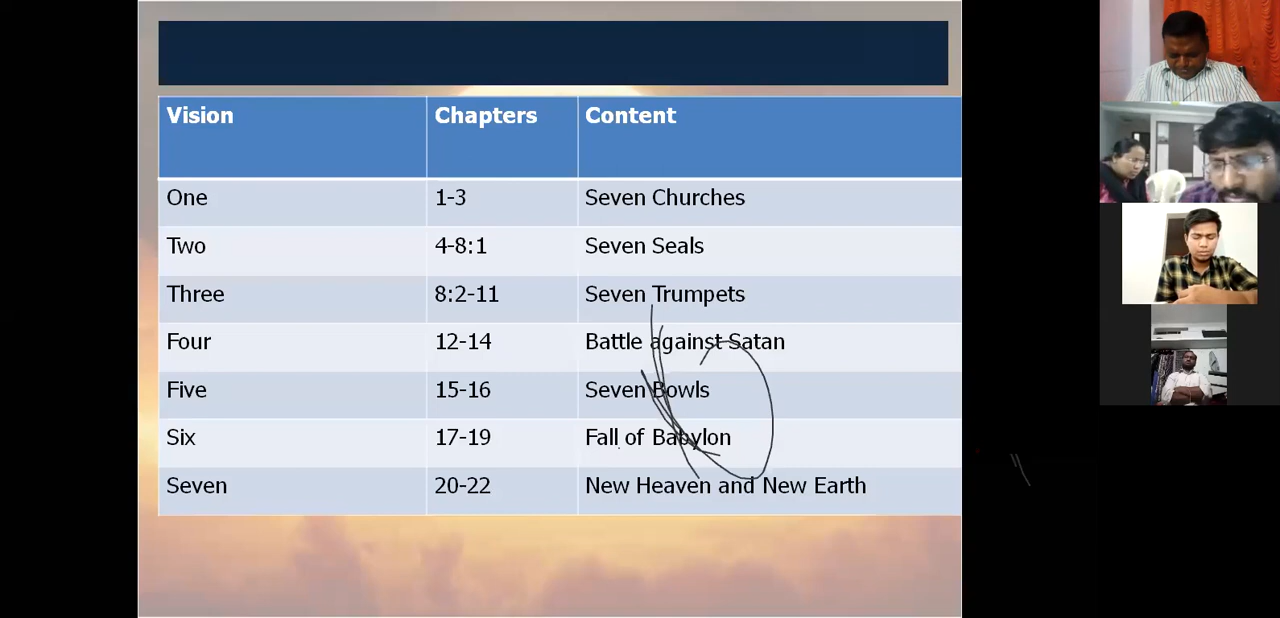 Vision Chapters Content
One 1-3 Seven Churches
Two 4-8:1 Seven Seals
Three 8:2-11 Seven Trumpets
Four 12-14 Battle against Satan
Five 15-16 Seven Bowls
Six 17-19 Fall of Babylon
Seven 20-22 New Heaven and New Earth